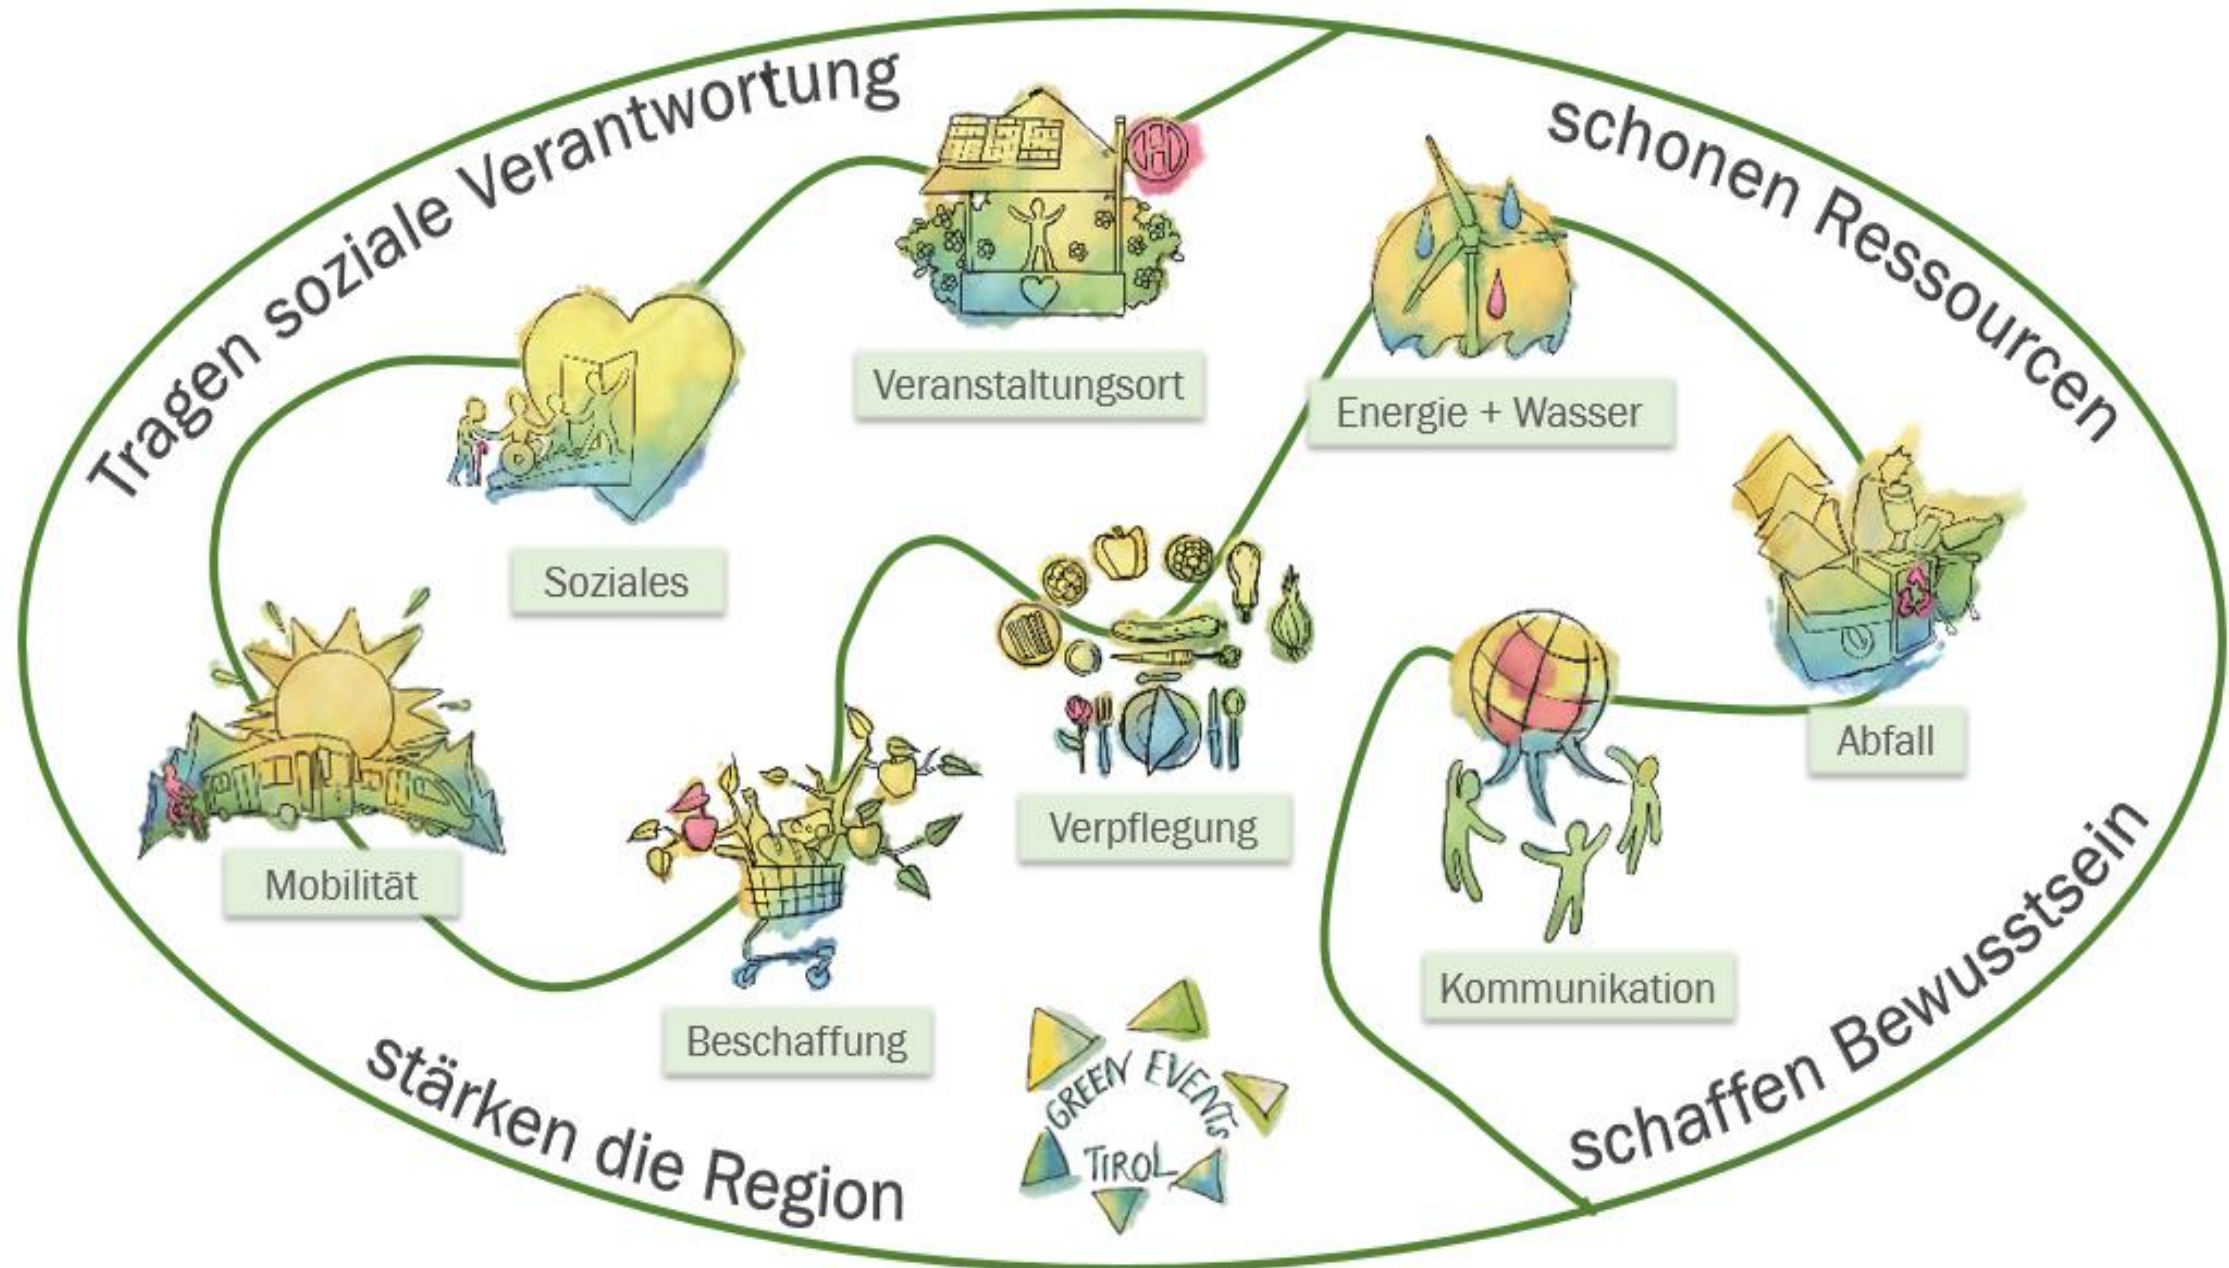 Tragen soziale Verantwortung
schonen Ressourcen
Veranstaltungsort
Energie + Wasser
Soziales
Abfall
Verpflegung
Mobilität
Kommunikation
Beschaffung
GREEN EVENTS
TIROL
stärken die Region
schaffen Bewusstsein